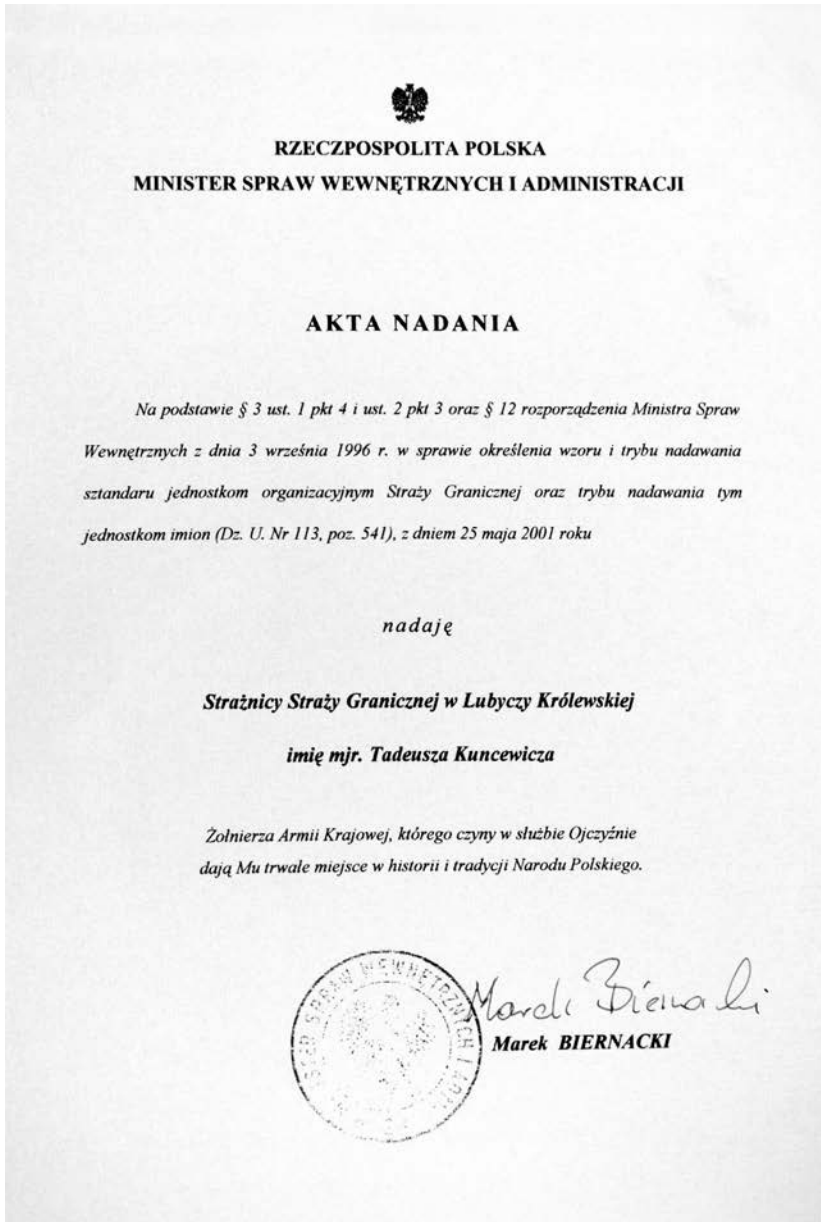 RZECZPOSPOLITA POLSKA
MINISTER SPRAW WEWNĘTRZNYCH I ADMINISTRACJI
AKTA NADANIA
Na podstawie § 3 ust. 1 pkt 4 i ust. 2 pkt 3 oraz § 12 rozporządzenia Ministra Spraw
Wewnętrznych z dnia 3 września 1996 r. w sprawie określenia wzoru i trybu nadawania
sztandaru jednostkom organizacyjnym Straży Granicznej oraz trybu nadawania tym
jednostkom imion (Dz. U. Nr 113, poz. 541), z dniem 25 maja 2001 roku
nadaję
Strażnicy Straży Granicznej w Lubyczy Królewskiej
imię mjr. Tadeusza Kuncewicza
Żołnierza Armii Krajowej, którego czyny w służbie Ojczyźnie
dają Mu trwałe miejsce w historii i tradycji Narodu Polskiego.
SPRAW WEWNĘTRZNYCH I
Marek Biernacki
Marek BIERNACKI